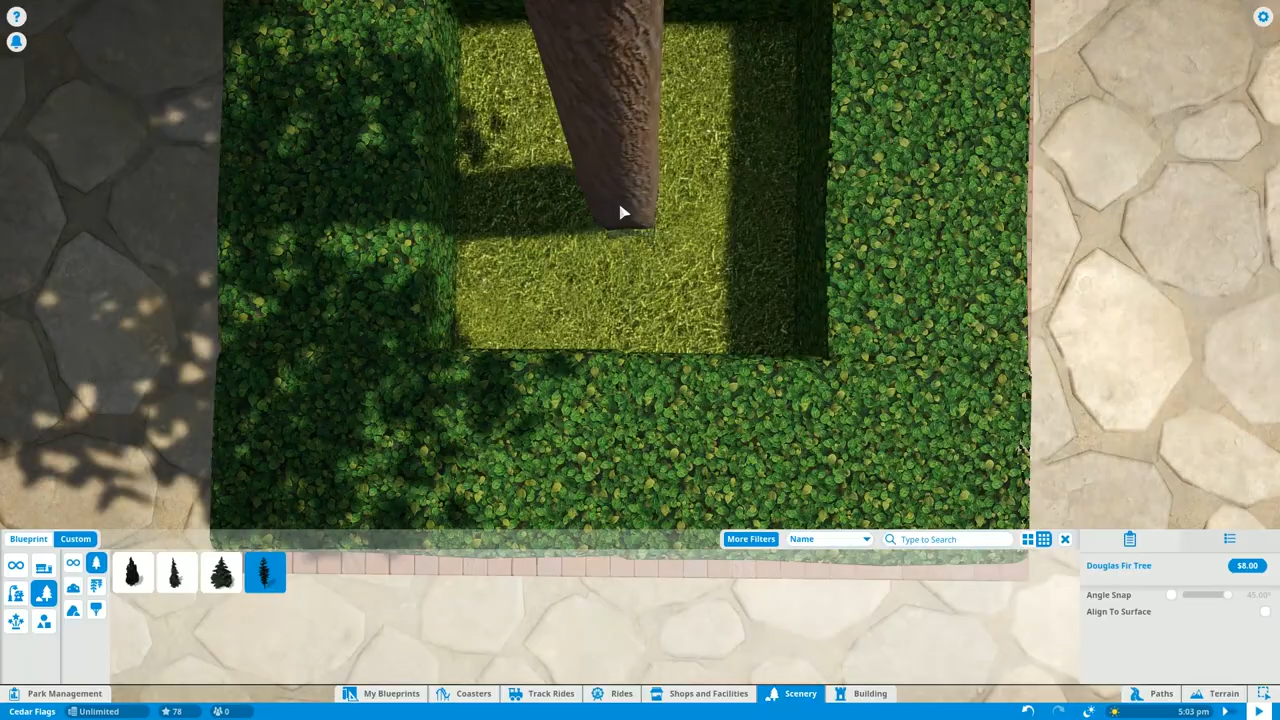 ?
Blueprint Custom More Filters Name Type to Search
Douglas Fir Tree $8.00
Angle Snap 45.00°
Align To Surface
Park Management My Blueprints Coasters Track Rides Rides Shops and Facilities Scenery Building Paths Terrain
Cedar Flags Unlimited 78 0 5:03 pm